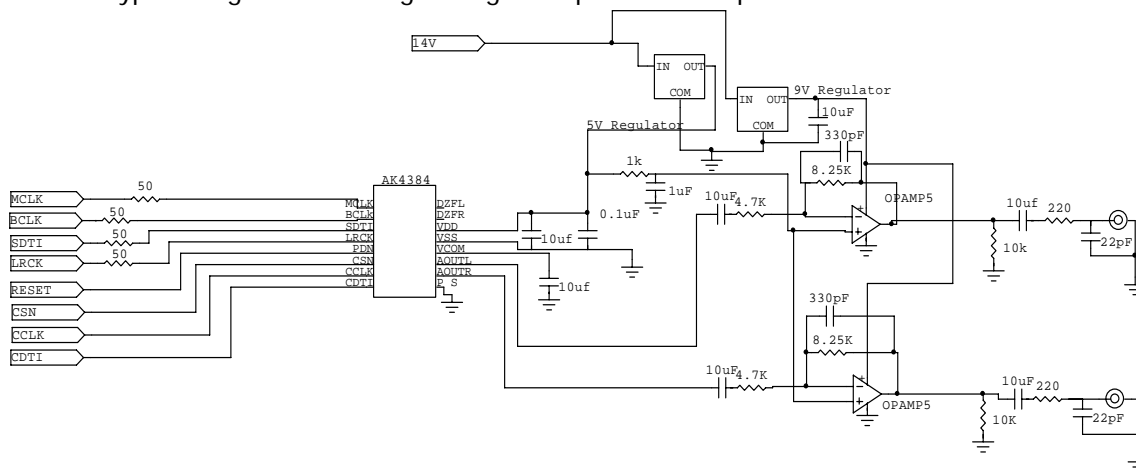 14V
IN OUT
COM
5V Regulator
IN OUT
COM
9V Regulator
10uF
330pF
8.25K
OPAMP5
1k
1uF
10uF
4.7K
10uf
220
22pF
10k
AK4384
MCLK
BCLK
SDTI
LRCK
RESET
CSN
CCLK
CDTI
50
50
50
50
MCLK
BCLK
SDTI
LRCK
PDN
CSN
CCLK
CDTI
DZFL
DZFR
VDD
VSS
VCOM
AOUTL
AOUTR
P S
10uf
0.1uF
10uf
330pF
8.25K
10uF
4.7K
OPAMP5
10uF
220
22pF
10K